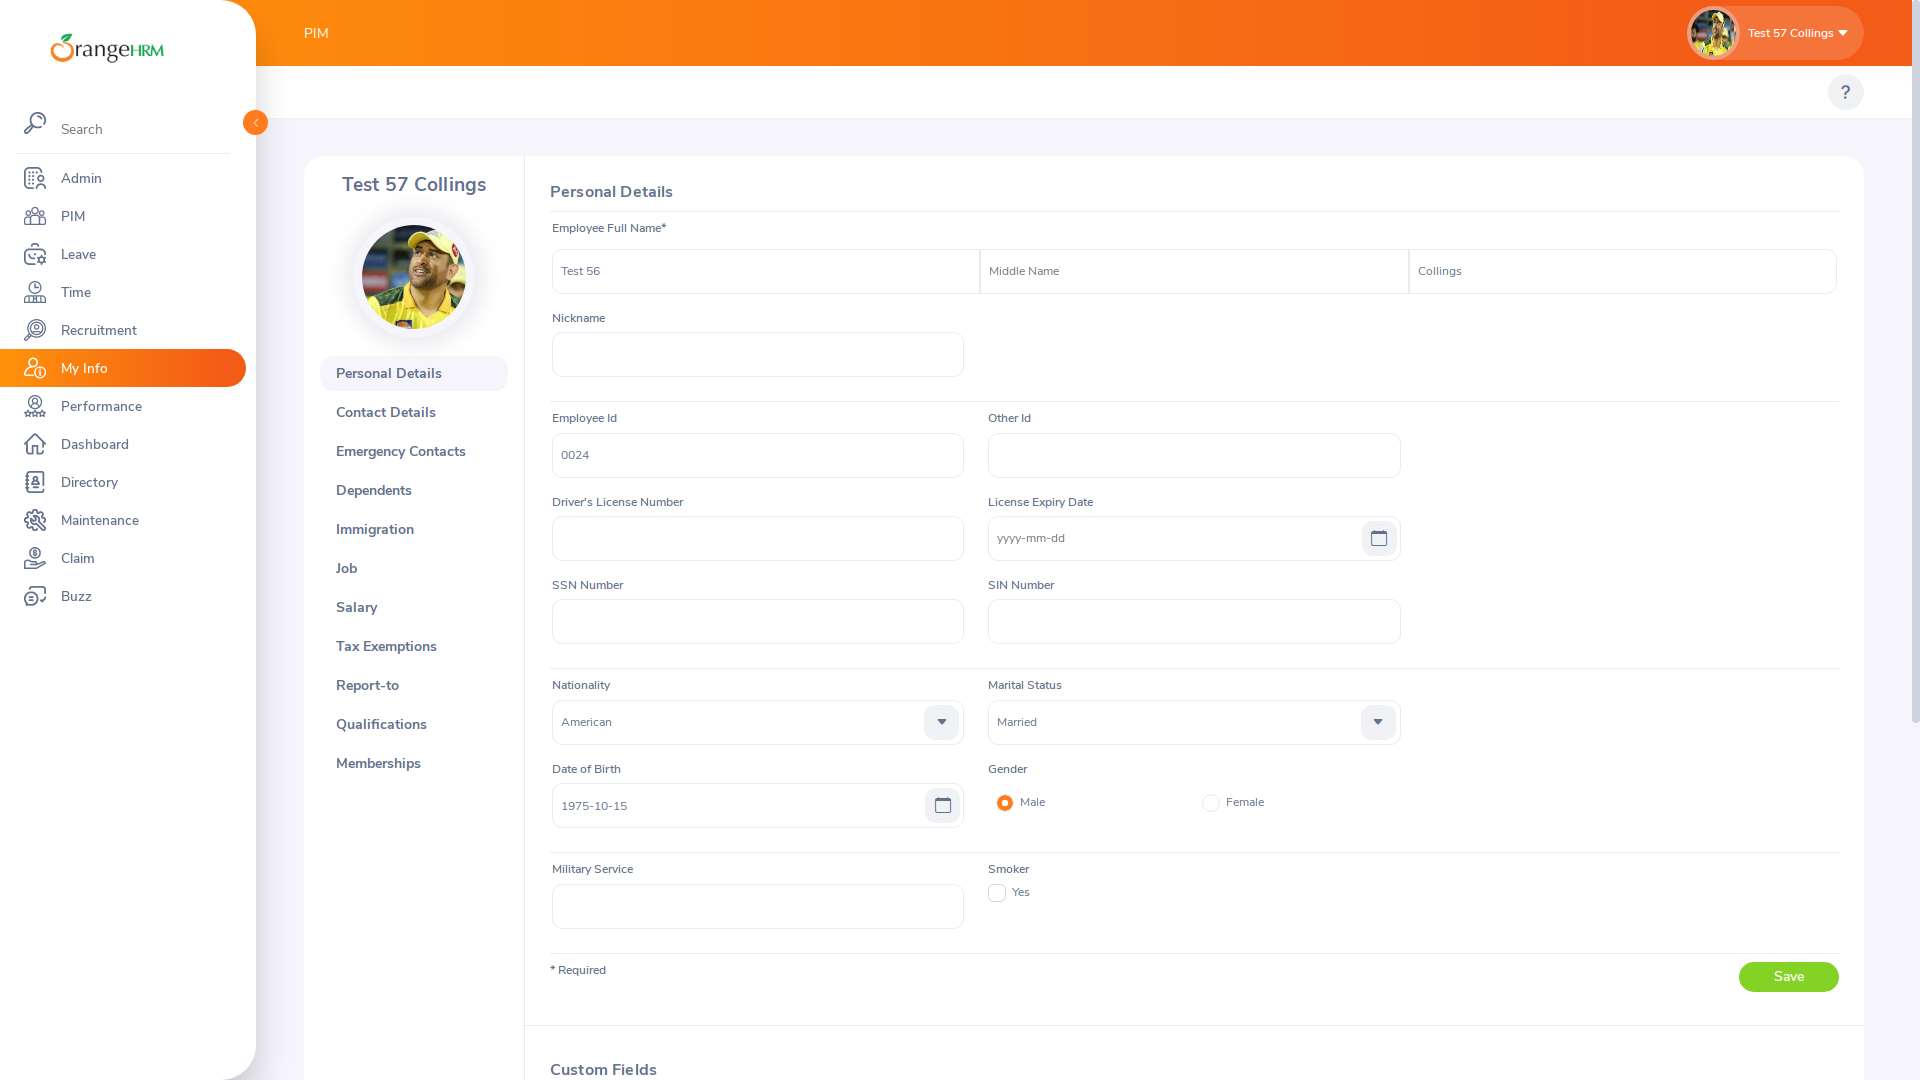 OrangeHRM
PIM
Test 57 Collings
?
Search
Admin
PIM
Leave
Time
Recruitment
My Info
Performance
Dashboard
Directory
Maintenance
Claim
Buzz
Test 57 Collings
Personal Details
Contact Details
Emergency Contacts
Dependents
Immigration
Job
Salary
Tax Exemptions
Report-to
Qualifications
Memberships
Personal Details
Employee Full Name*
Test 56 Middle Name Collings
Nickname
Employee Id Other Id
0024
Driver's License Number License Expiry Date
yyyy-mm-dd
SSN Number SIN Number
Nationality Marital Status
American Married
Date of Birth Gender
1975-10-15 Male Female
Military Service Smoker
Yes
* Required Save
Custom Fields